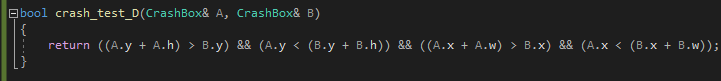 bool crash_test_D(CrashBox& A, CrashBox& B)
{
return ((A.y + A.h) > B.y) && (A.y < (B.y + B.h)) && ((A.x + A.w) > B.x) && (A.x < (B.x + B.w));
}